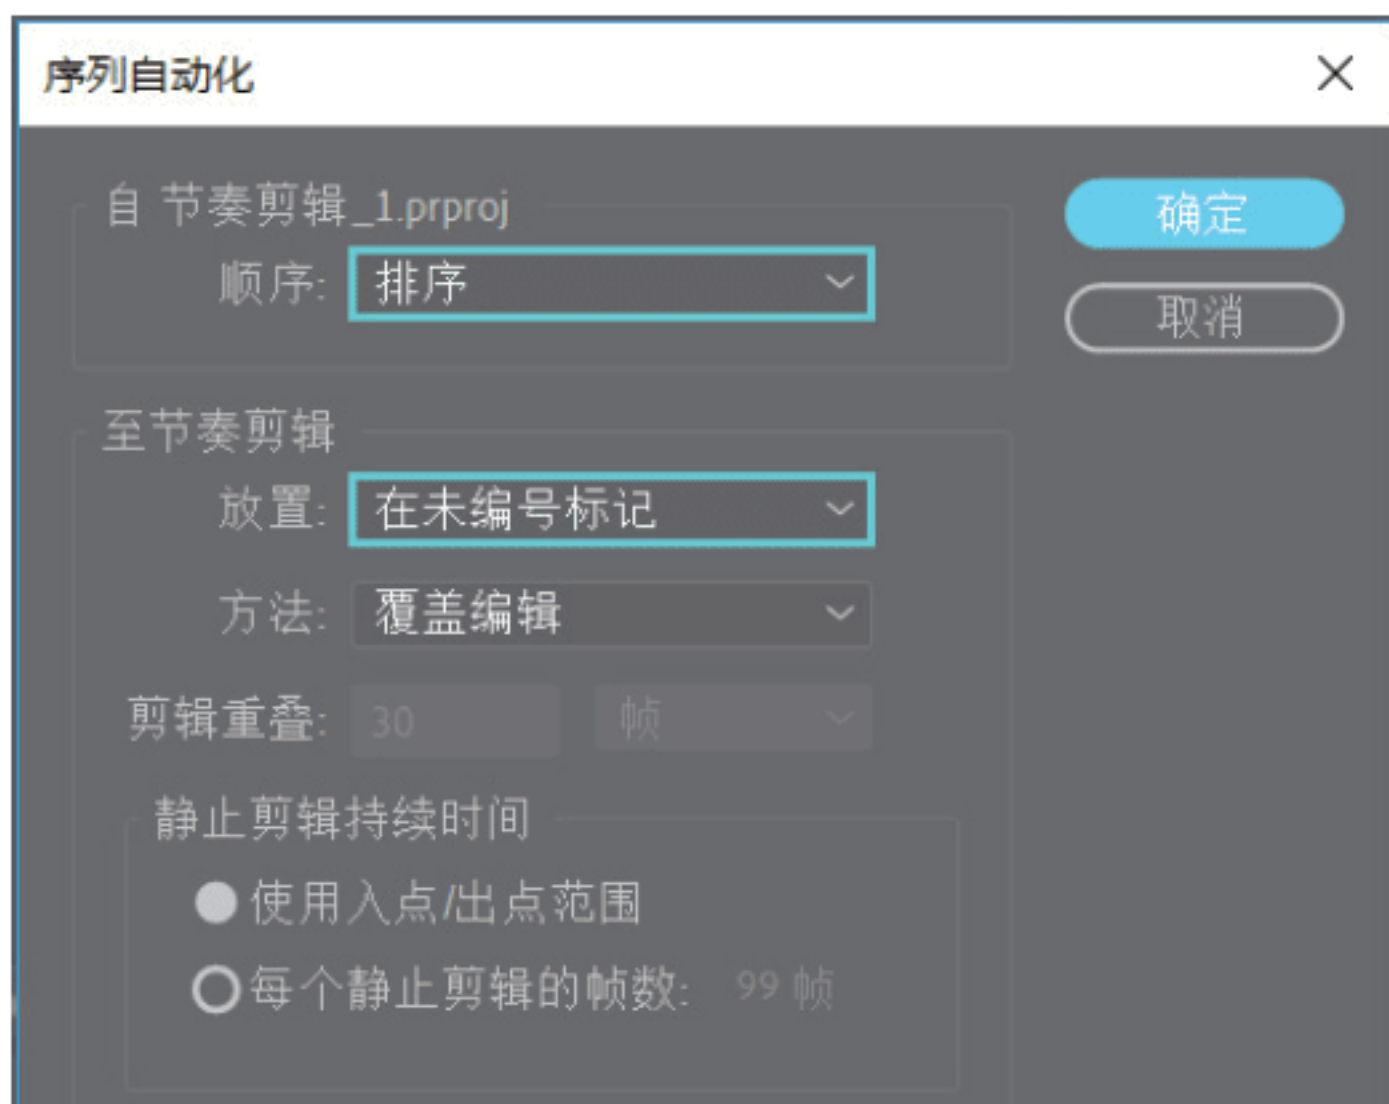 序列自动化
自 节奏剪辑_1.prproj
确定
顺序: 排序
取消
至节奏剪辑
放置: 在未编号标记
方法: 覆盖编辑
剪辑重叠: 30 帧
静止剪辑持续时间
使用入点/出点范围
每个静止剪辑的帧数: 99 帧